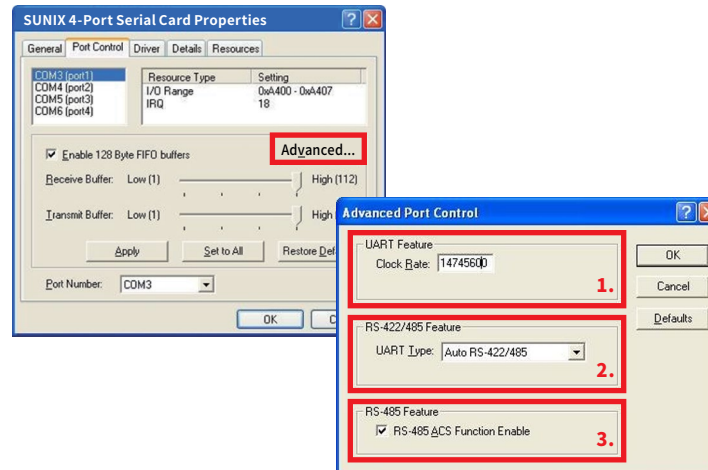 SUNIX 4-Port Serial Card Properties
General Port Control Driver Details Resources
COM3 (port1)
COM4 (port2)
COM5 (port3)
COM6 (port4)
Resource Type Setting
I/O Range 0xA400 - 0xA407
IRQ 18
Enable 128 Byte FIFO buffers
Advanced...
Receive Buffer: Low (1) High (112)
Transmit Buffer: Low (1) High
Apply Set to All Restore Def
Port Number: COM3
OK C
Advanced Port Control
UART Feature
Clock Rate: 14745600
1.
RS-422/485 Feature
UART Type: Auto RS-422/485
2.
RS-485 Feature
RS-485 ACS Function Enable
3.
OK
Cancel
Defaults